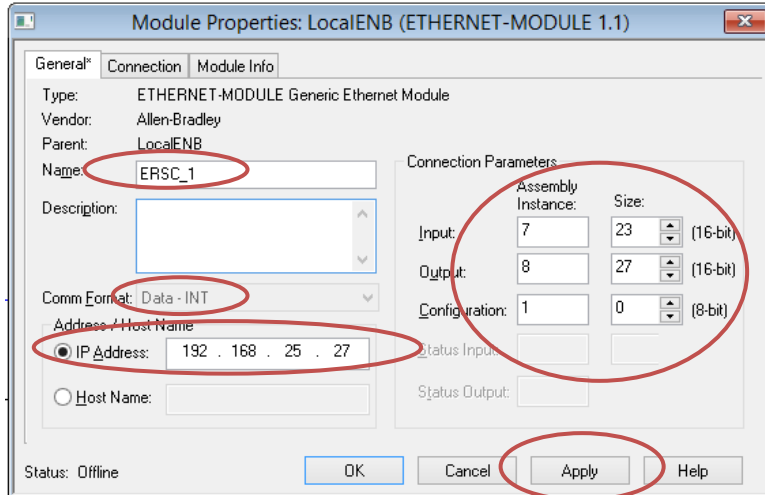 Module Properties: LocalENB (ETHERNET-MODULE 1.1)
General* Connection Module Info
Type: ETHERNET-MODULE Generic Ethernet Module
Vendor: Allen-Bradley
Parent: LocalENB
Name: ERSC_1
Description:
Comm Format: Data - INT
Address / Host Name
IP Address: 192 . 168 . 25 . 27
Host Name:
Connection Parameters
Assembly
Instance: Size:
Input: 7 23 (16-bit)
Output: 8 27 (16-bit)
Configuration: 1 0 (8-bit)
Status Input:
Status Output:
Status: Offline OK Cancel Apply Help